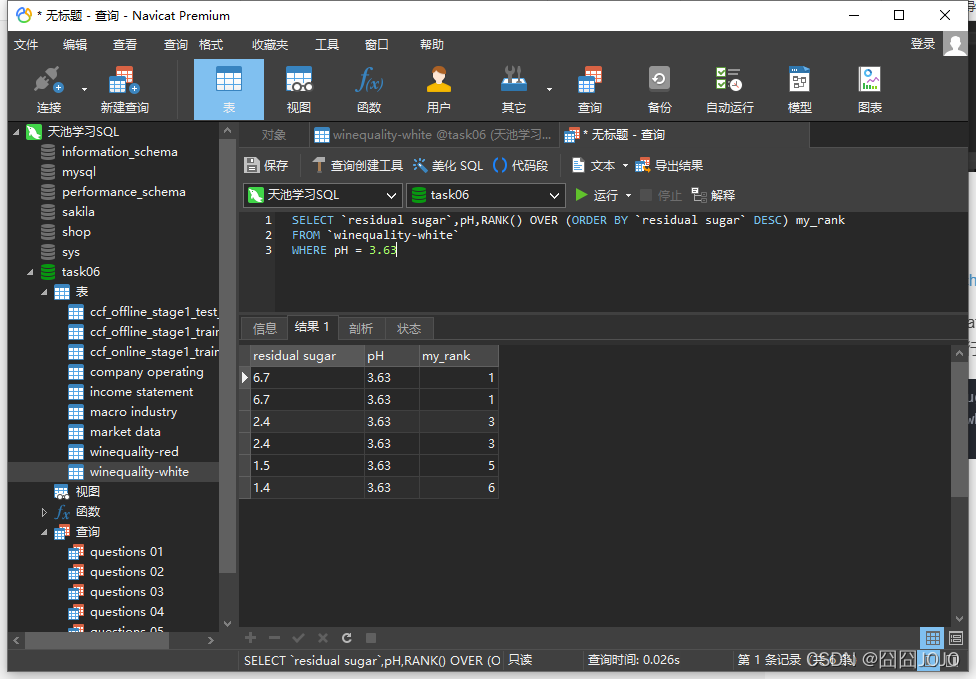 * 无标题 - 查询 - Navicat Premium
文件 编辑 查看 查询 格式 收藏夹 工具 窗口 帮助 登录
连接 新建查询 表 视图 函数 用户 其它 查询 备份 自动运行 模型 图表
天池学习SQL
information_schema
mysql
performance_schema
sakila
shop
sys
task06
表
ccf_offline_stage1_test_
ccf_offline_stage1_train
ccf_online_stage1_train
company operating
income statement
macro industry
market data
winequality-red
winequality-white
视图
函数
查询
questions 01
questions 02
questions 03
questions 04
questions 05
对象 winequality-white @task06 (天池学习... * 无标题 - 查询
保存 查询创建工具 美化 SQL 代码段 文本 导出结果
天池学习SQL task06 运行 停止 解释
1 SELECT `residual sugar`,pH,RANK() OVER (ORDER BY `residual sugar` DESC) my_rank
2 FROM `winequality-white`
3 WHERE pH = 3.63
信息 结果 1 剖析 状态
residual sugar pH my_rank
6.7 3.63 1
6.7 3.63 1
2.4 3.63 3
2.4 3.63 3
1.5 3.63 5
1.4 3.63 6
SELECT `residual sugar`,pH,RANK() OVER (O 只读 查询时间: 0.026s 第 1 条记录 (共 6 条)
CSDN @囧囧JOJO